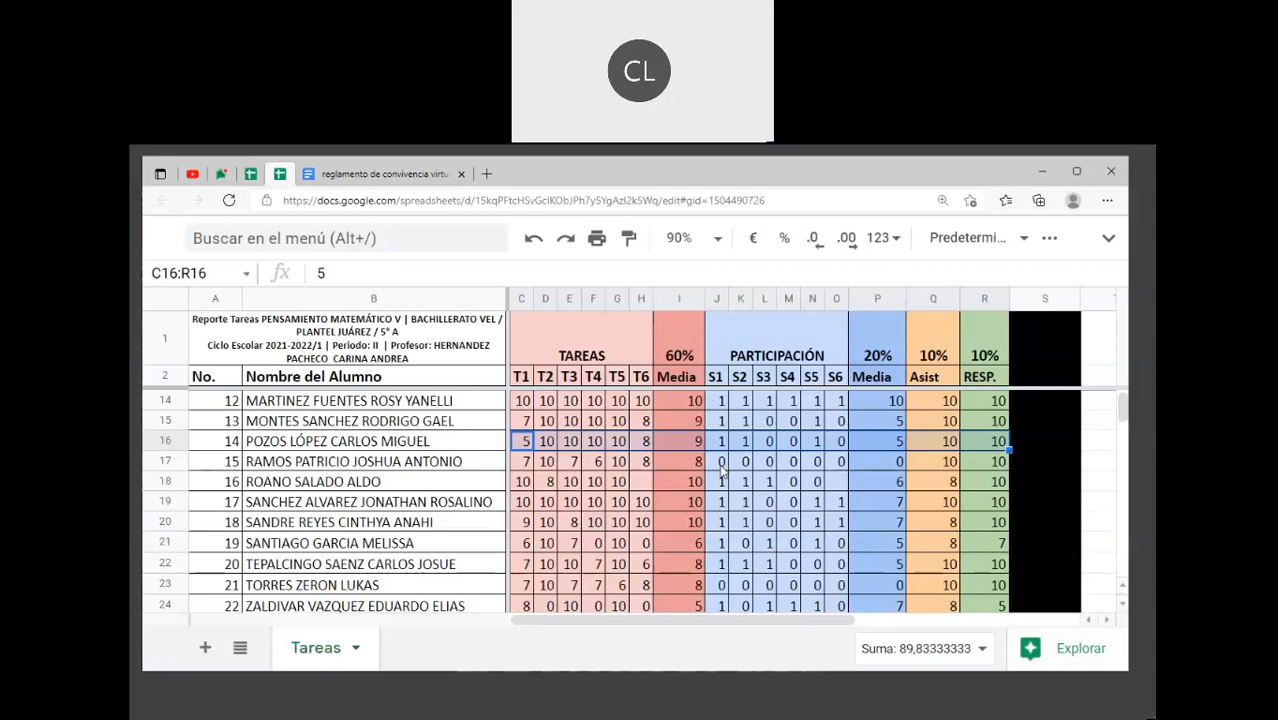 CL
reglamento de convivencia virtu
https://docs.google.com/spreadsheets/d/15kqPFtcHSvGcIKObJPh7y5YgAzI2k5Wq/edit#gid=1504490726
Buscar en el menú (Alt+/) 90% € % .0 .00 123 Predetermi...
C16:R16 fx 5
A B C D E F G H I J K L M N O P Q R S
1 Reporte Tareas PENSAMIENTO MATEMÁTICO V | BACHILLERATO VEL /
PLANTEL JUÁREZ / 5° A
Ciclo Escolar 2021-2022/1 | Periodo: II | Profesor: HERNANDEZ
PACHECO CARINA ANDREA
TAREAS 60% PARTICIPACIÓN 20% 10% 10%
2 No. Nombre del Alumno T1 T2 T3 T4 T5 T6 Media S1 S2 S3 S4 S5 S6 Media Asist RESP.
14 12 MARTINEZ FUENTES ROSY YANELLI 10 10 10 10 10 10 10 1 1 1 1 1 1 10 10 10
15 13 MONTES SANCHEZ RODRIGO GAEL 7 10 10 10 10 8 9 1 1 0 0 1 0 5 10 10
16 14 POZOS LÓPEZ CARLOS MIGUEL 5 10 10 10 10 8 9 1 1 0 0 1 0 5 10 10
17 15 RAMOS PATRICIO JOSHUA ANTONIO 7 10 7 6 10 8 8 0 0 0 0 0 0 0 10 10
18 16 ROANO SALADO ALDO 10 8 10 10 10 10 1 1 1 0 0 6 8 10
19 17 SANCHEZ ALVAREZ JONATHAN ROSALINO 10 10 10 10 10 10 10 1 1 0 0 1 1 7 10 10
20 18 SANDRE REYES CINTHYA ANAHI 9 10 8 10 10 10 10 1 1 0 0 1 1 7 8 10
21 19 SANTIAGO GARCIA MELISSA 6 10 7 0 10 0 6 1 0 1 0 1 0 5 8 7
22 20 TEPALCINGO SAENZ CARLOS JOSUE 7 10 7 10 7 6 8 1 1 0 0 1 0 5 10 10
23 21 TORRES ZERON LUKAS 7 10 7 7 6 8 8 0 0 0 0 0 0 0 10 10
24 22 ZALDIVAR VAZQUEZ EDUARDO ELIAS 8 0 10 0 10 0 5 1 0 1 1 1 0 7 8 5
Tareas Suma: 89,83333333 Explorar